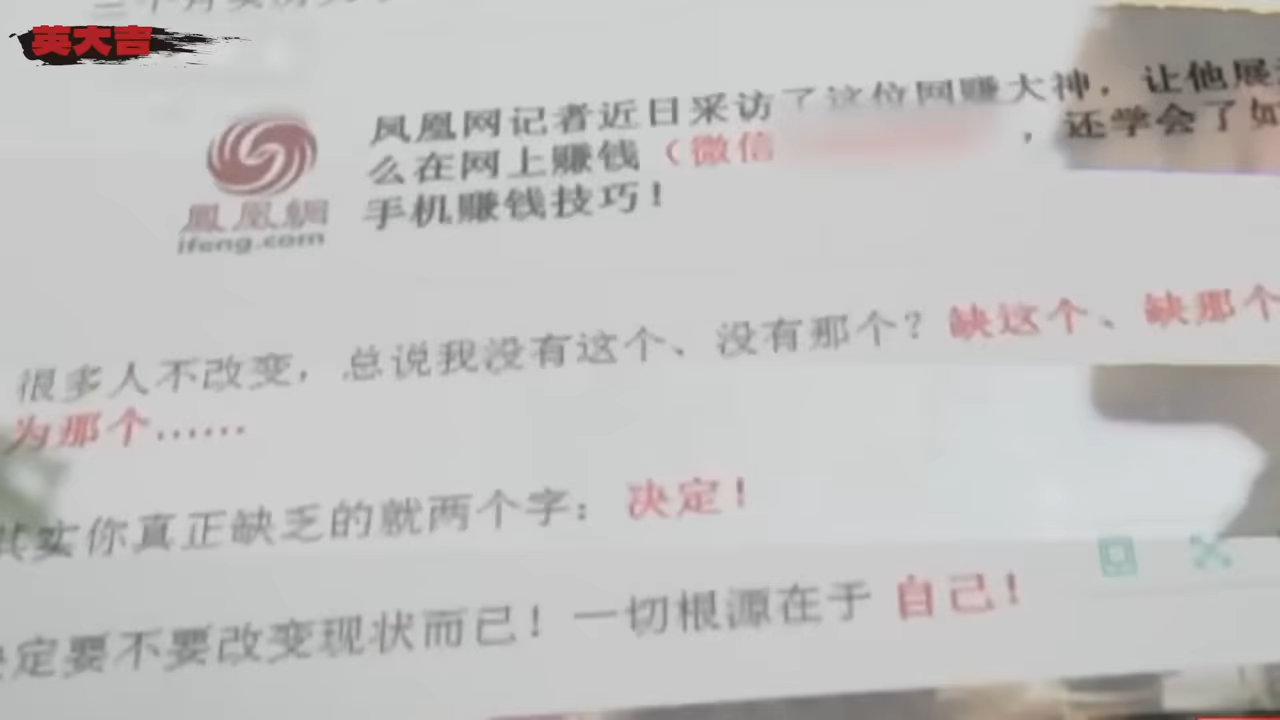 英大吉
凤凰网记者近日采访了这位网赚大神，让他展
么在网上赚钱（微信 ，还学会了如
手机赚钱技巧！
鳳凰網
ifeng.com
很多人不改变，总说我没有这个、没有那个？缺这个、缺那个
为那个……
其实你真正缺乏的就两个字：决定！
定要不要改变现状而已！一切根源在于 自己！